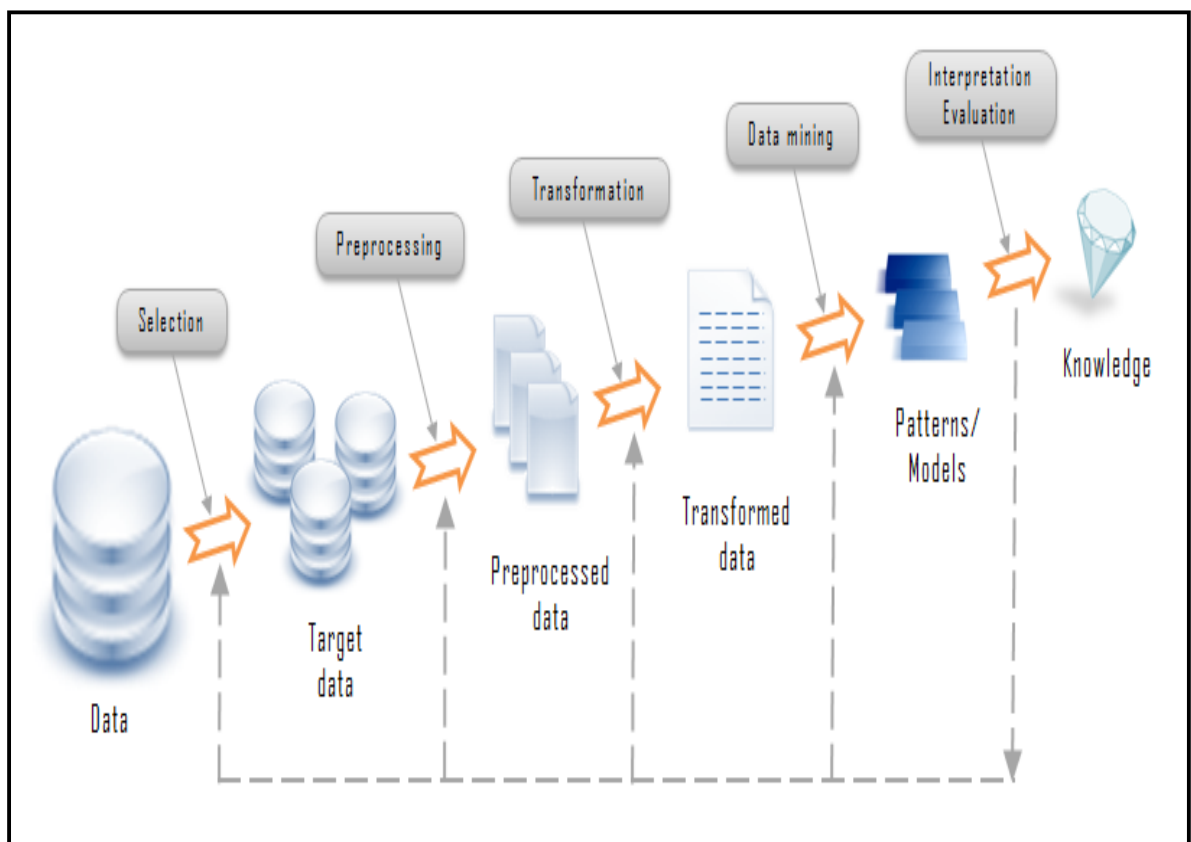 Interpretation
Evaluation
Data mining
Transformation
Preprocessing
Selection
Knowledge
Patterns/
Models
Transformed
data
Preprocessed
data
Target
data
Data